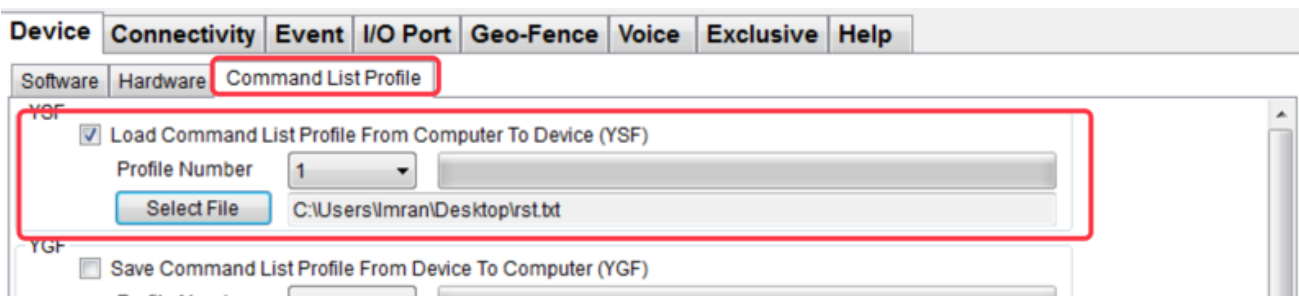 Device Connectivity Event I/O Port Geo-Fence Voice Exclusive Help
Software Hardware Command List Profile
YSF
Load Command List Profile From Computer To Device (YSF)
Profile Number 1
Select File C:\Users\Imran\Desktop\rst.txt
YGF
Save Command List Profile From Device To Computer (YGF)